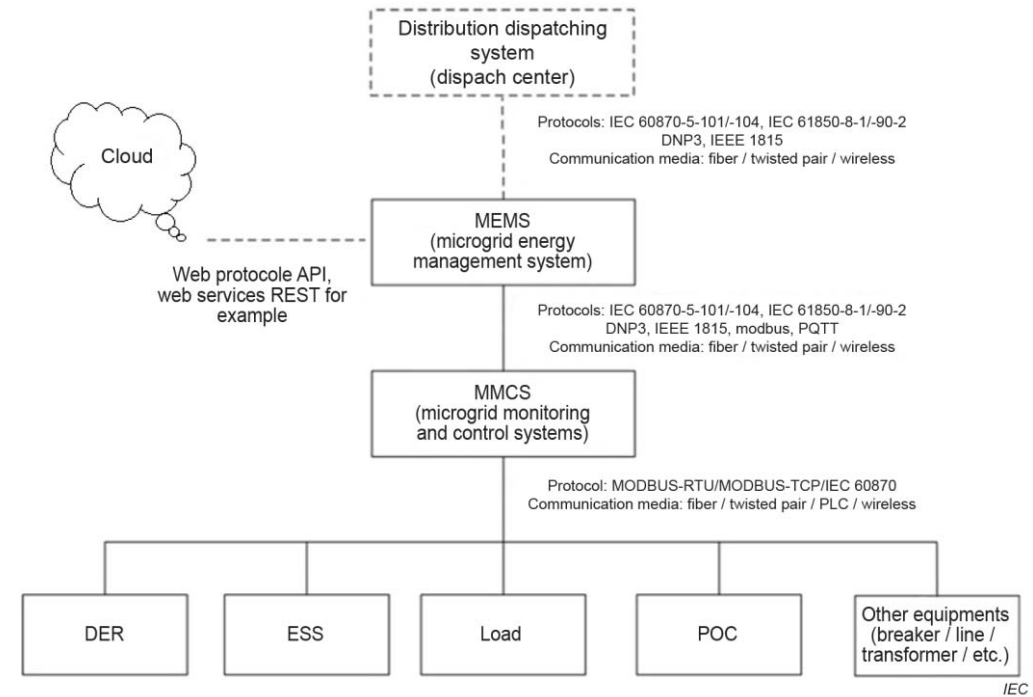 Distribution dispatching
system
(dispach center)
Protocols: IEC 60870-5-101/-104, IEC 61850-8-1/-90-2
DNP3, IEEE 1815
Communication media: fiber / twisted pair / wireless
Cloud
MEMS
(microgrid energy
management system)
Web protocole API,
web services REST for
example
Protocols: IEC 60870-5-101/-104, IEC 61850-8-1/-90-2
DNP3, IEEE 1815, modbus, PQTT
Communication media: fiber / twisted pair / wireless
MMCS
(microgrid monitoring
and control systems)
Protocol: MODBUS-RTU/MODBUS-TCP/IEC 60870
Communication media: fiber / twisted pair / PLC / wireless
DER
ESS
Load
POC
Other equipments
(breaker / line /
transformer / etc.)
IEC